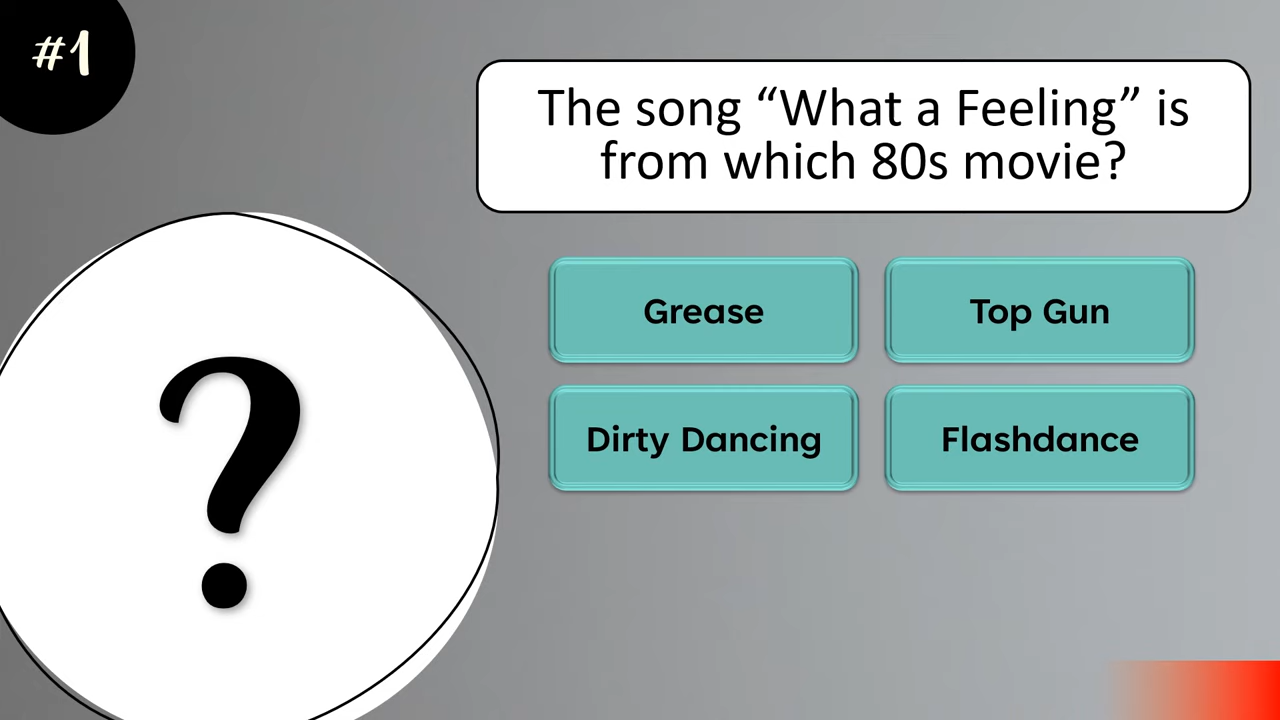 #1
The song “What a Feeling” is
from which 80s movie?
Grease
Top Gun
Dirty Dancing
Flashdance
?